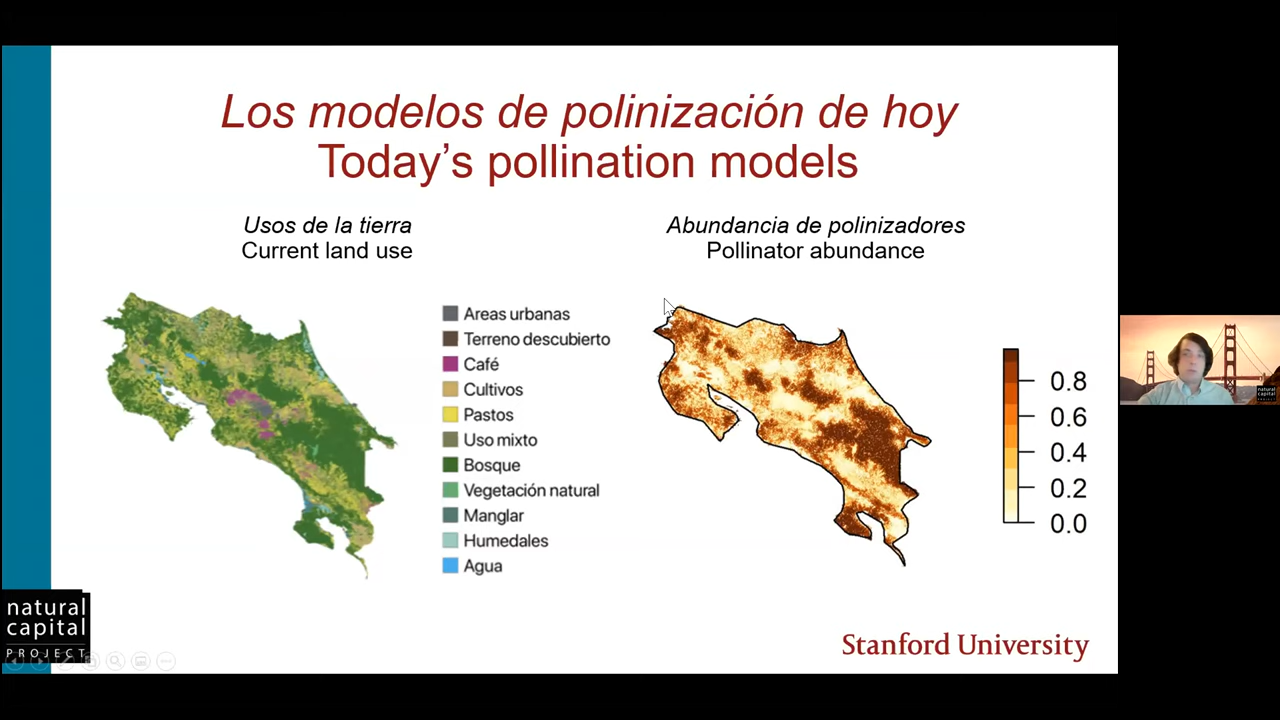 Los modelos de polinización de hoy
Today's pollination models
Usos de la tierra
Current land use
Abundancia de polinizadores
Pollinator abundance
Areas urbanas
Terreno descubierto
Café
Cultivos
Pastos
Uso mixto
Bosque
Vegetación natural
Manglar
Humedales
Agua
0.8
0.6
0.4
0.2
0.0
natural
capital
PROJECT
Stanford University
natural
capital